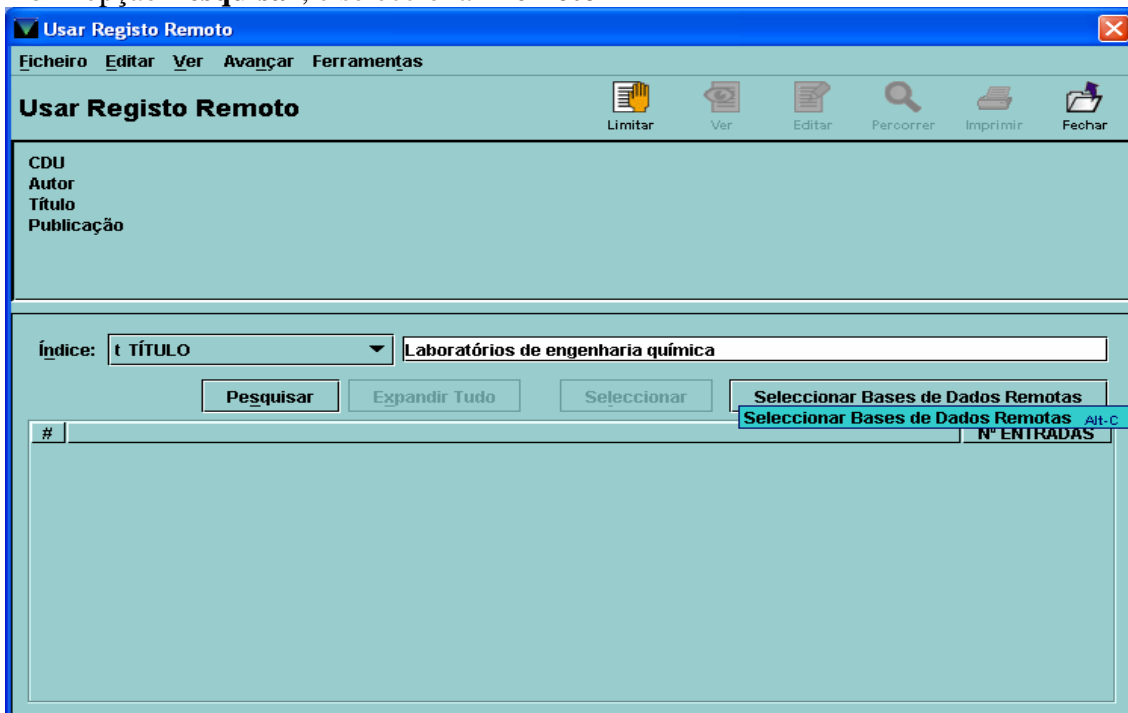 Usar Registo Remoto
Ficheiro Editar Ver Avançar Ferramentas
Usar Registo Remoto
Limitar Ver Editar Percorrer Imprimir Fechar
CDU
Autor
Título
Publicação
Índice: t TÍTULO Laboratórios de engenharia química
Pesquisar Expandir Tudo Seleccionar Seleccionar Bases de Dados Remotas
Seleccionar Bases de Dados Remotas Alt-C
# Nº ENTRADAS